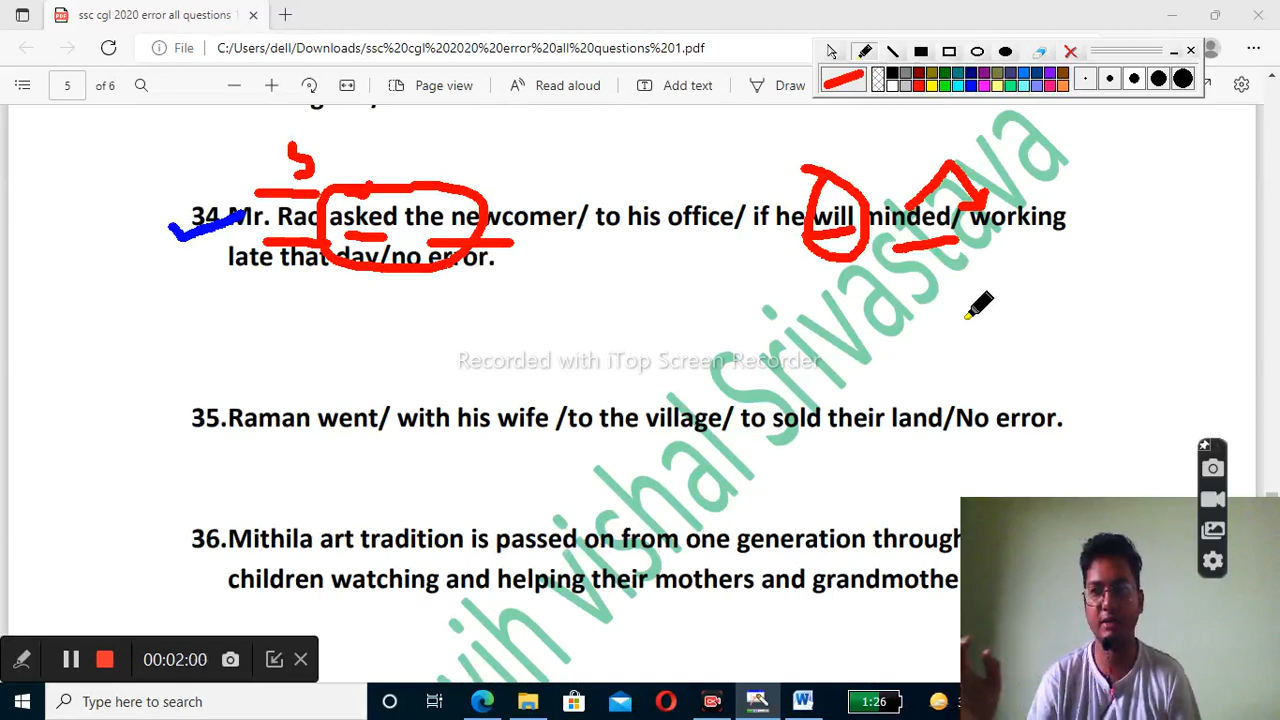 ssc cgl 2020 error all questions 1
File C:/Users/dell/Downloads/ssc%20cgl%202020%20error%20all%20questions%201.pdf
5 of 6 Page view Read aloud Add text Draw
34.Mr. Rao asked the newcomer/ to his office/ if he will minded/ working
late that day/no error.
Recorded with iTop Screen Recorder
35.Raman went/ with his wife /to the village/ to sold their land/No error.
36.Mithila art tradition is passed on from one generation through
children watching and helping their mothers and
vishal Srivastava
00:02:00
Type here to search
1:26